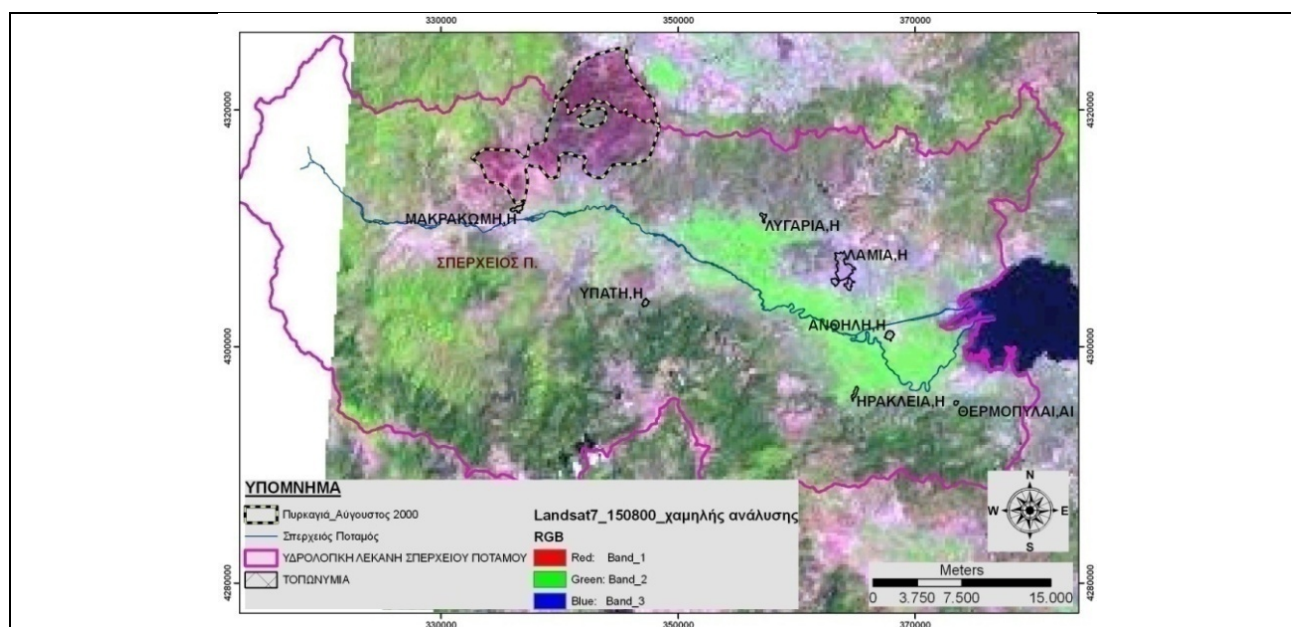 330000 350000 370000
4320000 4320000
ΜΑΚΡΑΚΩΜΗ,Η
ΛΥΓΑΡΙΑ,Η
ΣΠΕΡΧΕΙΟΣ Π.
ΛΑΜΙΑ,Η
ΥΠΑΤΗ,Η
ΑΝΘΗΛΗ,Η
4300000 4300000
ΗΡΑΚΛΕΙΑ,Η
ΘΕΡΜΟΠΥΛΑΙ,ΑΙ
ΥΠΟΜΝΗΜΑ
Πυρκαγιά_Αύγουστος 2000
Σπερχειός Ποταμός
ΥΔΡΟΛΟΓΙΚΗ ΛΕΚΑΝΗ ΣΠΕΡΧΕΙΟΥ ΠΟΤΑΜΟΥ
ΤΟΠΩΝΥΜΙΑ
Landsat7_150800_χαμηλής ανάλυσης
RGB
Red: Band_1
Green: Band_2
Blue: Band_3
N
W E
S
Meters
0 3.750 7.500 15.000
4280000 4280000
330000 350000 370000